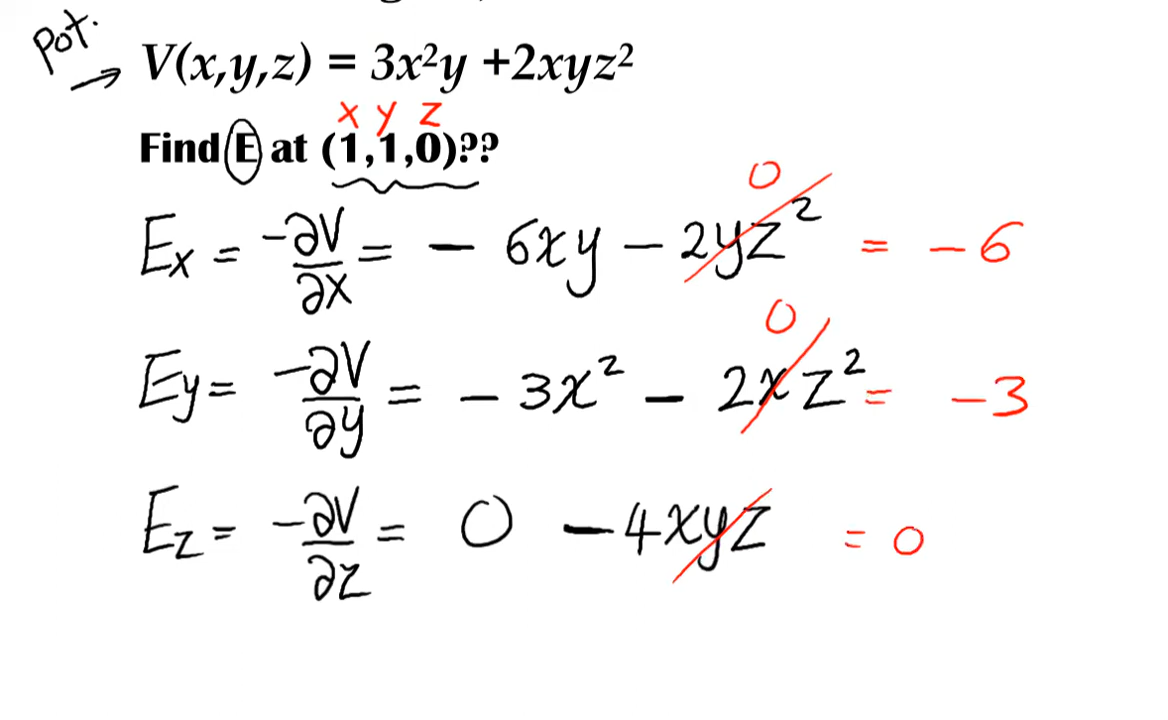 Pot.
→ V(x,y,z) = 3x²y +2xyz²
x y z
Find E at (1,1,0)??
0
Ex = -∂V/∂x = - 6xy - 2yz² = -6
0
Ey = -∂V/∂y = - 3x² - 2xz² = -3
Ez = -∂V/∂z = 0 - 4xyz = 0